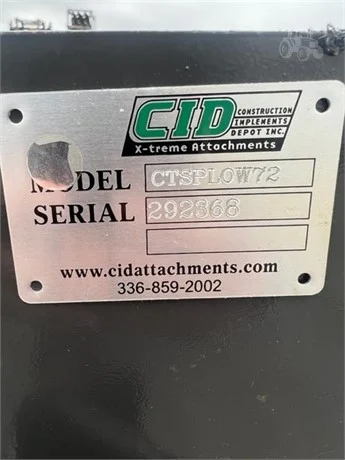 CID
CONSTRUCTION
IMPLEMENTS
DEPOT INC.
X-treme Attachments
MODEL CTSPLOW72
SERIAL 292368
www.cidattachments.com
336-859-2002